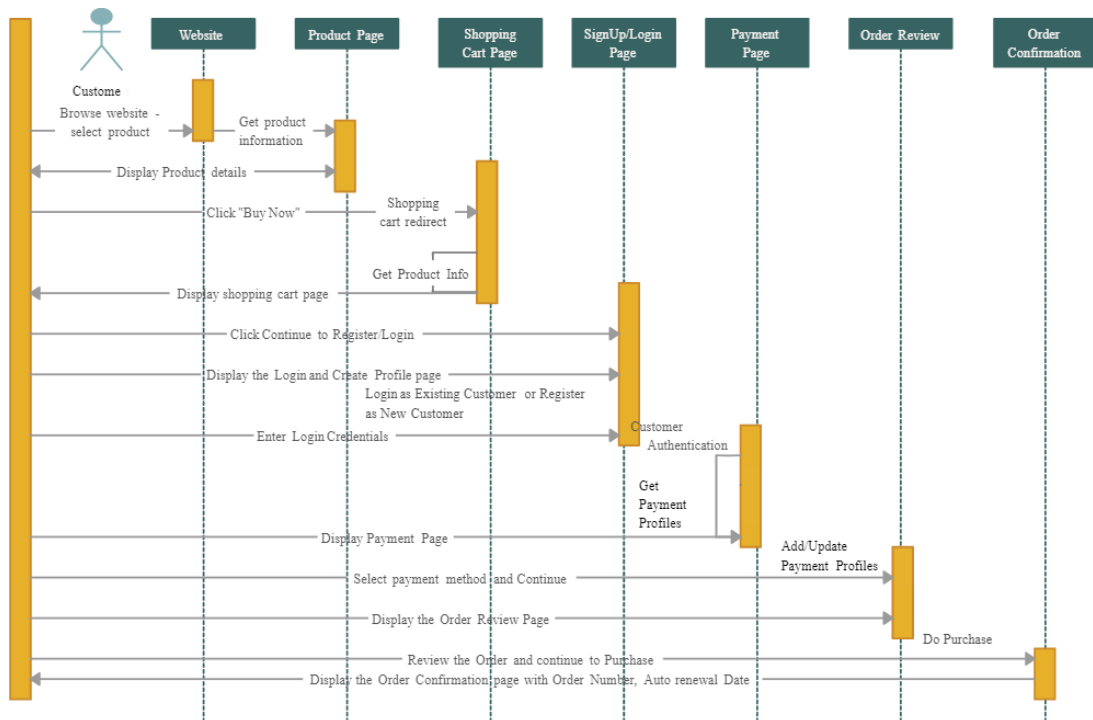 Website
Product Page
Shopping
Cart Page
SignUp/Login
Page
Payment
Page
Order Review
Order
Confirmation
Custome
Browse website -
select product
Get product
information
Display Product details
Click "Buy Now"
Shopping
cart redirect
Get Product Info
Display shopping cart page
Click Continue to Register/Login
Display the Login and Create Profile page
Login as Existing Customer or Register
as New Customer
Enter Login Credentials
Customer
Authentication
Get
Payment
Profiles
Display Payment Page
Add/Update
Payment Profiles
Select payment method and Continue
Display the Order Review Page
Do Purchase
Review the Order and continue to Purchase
Display the Order Confirmation page with Order Number, Auto renewal Date